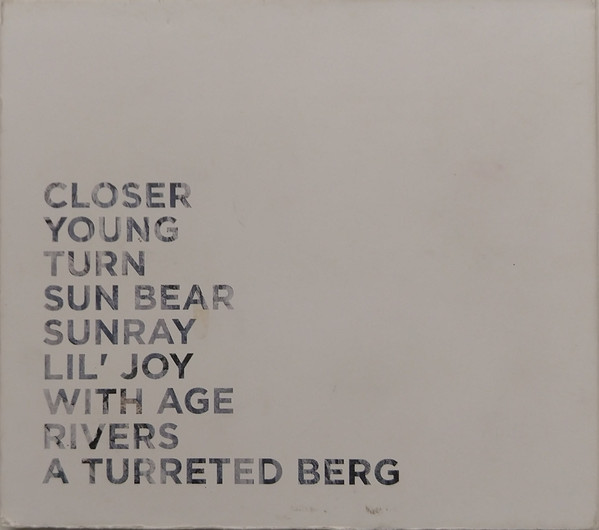 CLOSER
YOUNG
TURN
SUN BEAR
SUNRAY
LIL' JOY
WITH AGE
RIVERS
A TURRETED BERG